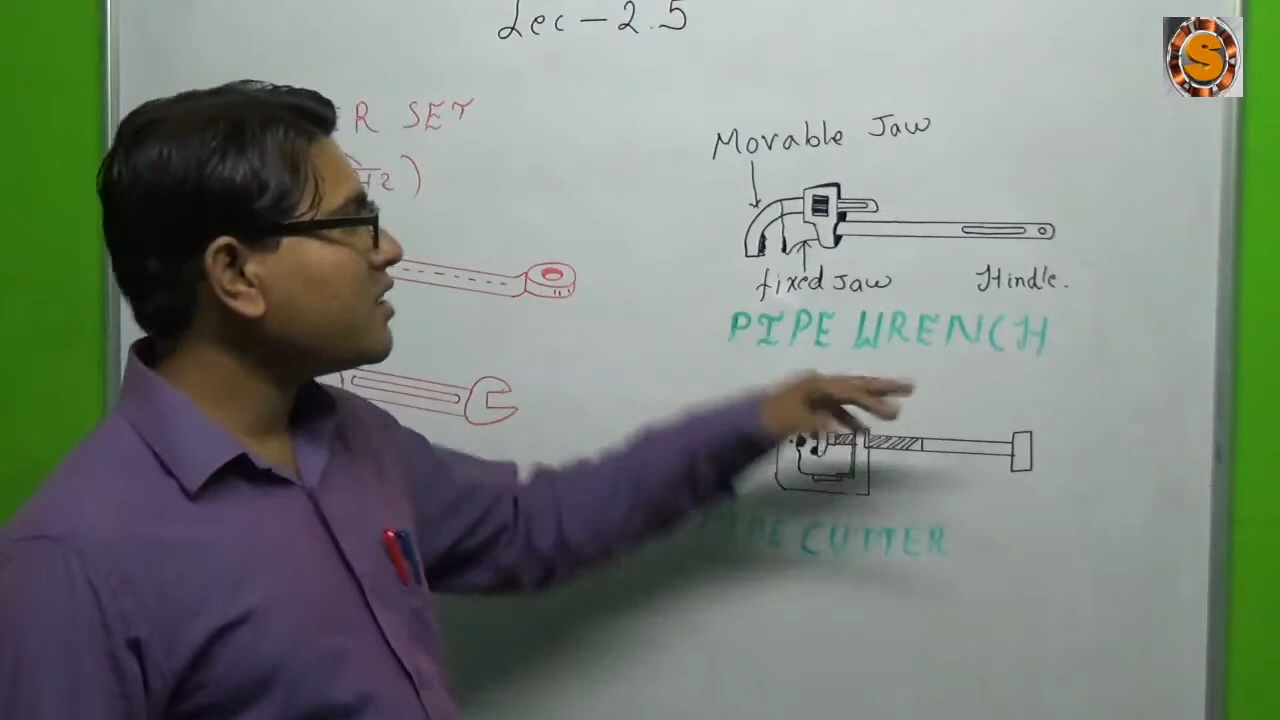 Lec - 2.5
R SET
Movable Jaw
fixed Jaw
Hindle.
PIPE WRENCH
CUTTER
S